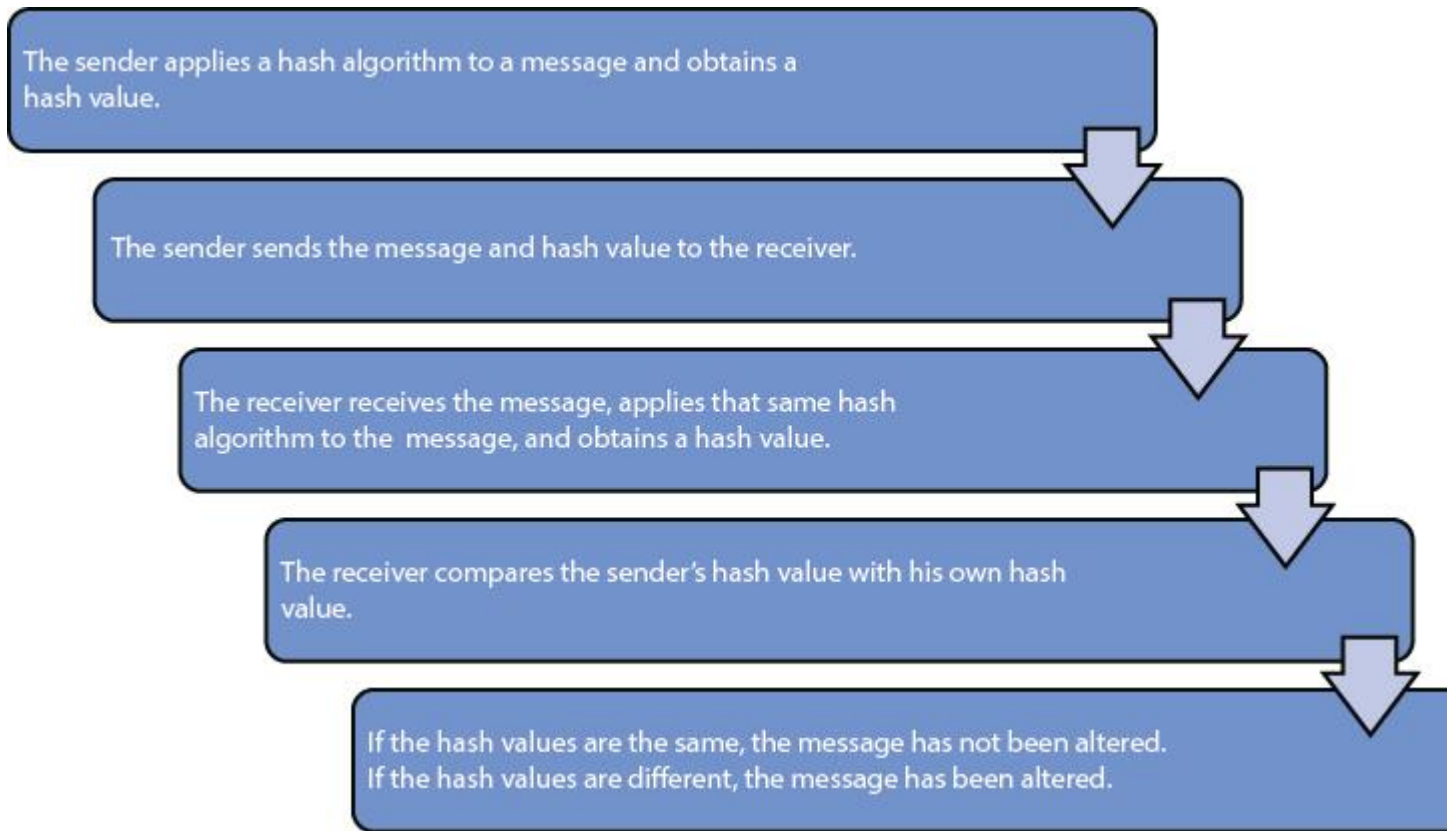 The sender applies a hash algorithm to a message and obtains a
hash value.
The sender sends the message and hash value to the receiver.
The receiver receives the message, applies that same hash
algorithm to the message, and obtains a hash value.
The receiver compares the sender's hash value with his own hash
value.
If the hash values are the same, the message has not been altered.
If the hash values are different, the message has been altered.